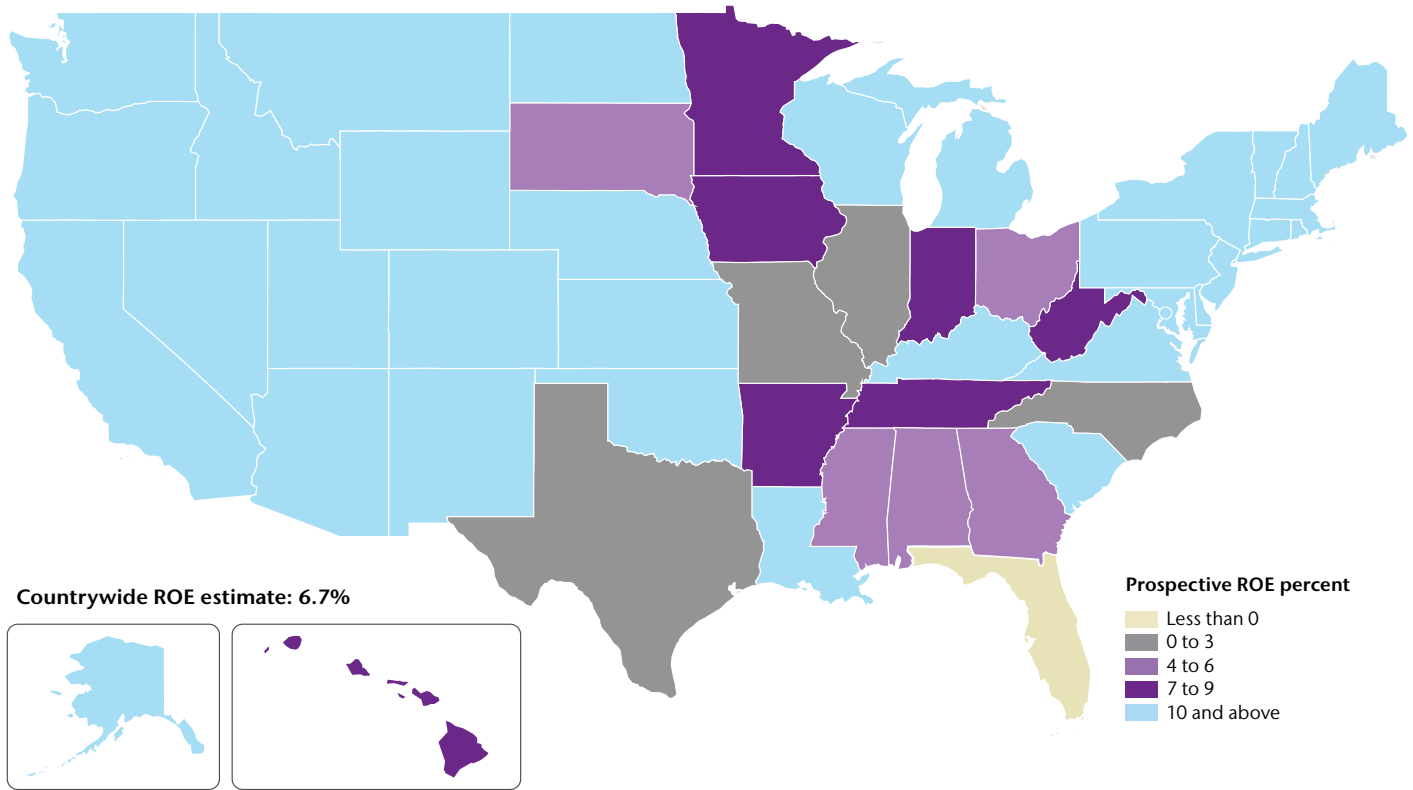 Countrywide ROE estimate: 6.7%
Prospective ROE percent
Less than 0
0 to 3
4 to 6
7 to 9
10 and above